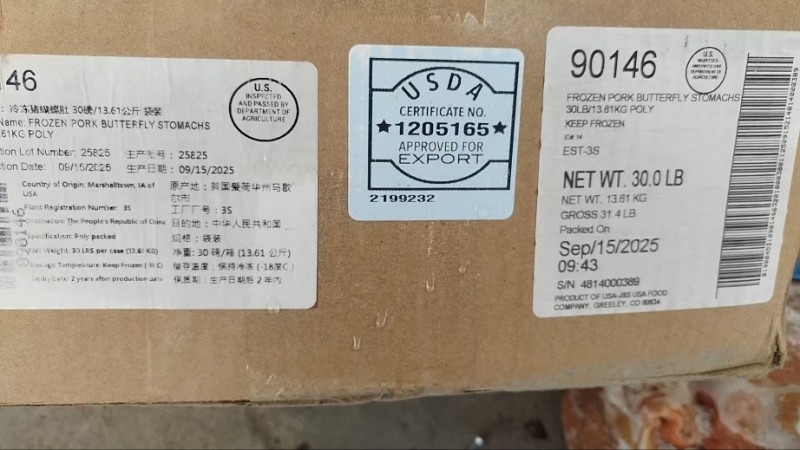 46
：冷冻猪蝴蝶肚 30磅/13.61公斤 袋装
Name: FROZEN PORK BUTTERFLY STOMACHS
.61KG POLY
tion Lot Number: 25825 生产批号：25825
ction Date: 09/15/2025 生产日期：09/15/2025
Country of Origin: Marshalltown, IA of USA
原产地：美国爱荷华州马歇尔市
Plant Registration Number: 3S
工厂厂号：3S
Destination: The People's Republic of China
目的地：中华人民共和国
Specification: Poly packed
规格：袋装
Net Weight: 30 LBS per case (13.61 KG)
净重：30 磅/箱 (13.61 公斤)
Storage Temperature: Keep Frozen (-18 C)
储存温度：保持冷冻 (-18度C)
Expiry Date: 2 years after production date
保质期：生产日期后 2 年内
090146
U.S.
INSPECTED
AND PASSED BY
DEPARTMENT OF
AGRICULTURE
USDA
CERTIFICATE NO.
★1205165★
APPROVED FOR
EXPORT
2199232
90146
U.S.
INSPECTED
AND PASSED BY
DEPARTMENT OF
AGRICULTURE
FROZEN PORK BUTTERFLY STOMACHS
30LB/13.61KG POLY
KEEP FROZEN
ID# 14
EST-3S
NET WT. 30.0 LB
NET WT. 13.61 KG
GROSS 31.4 LB
Packed On
Sep/15/2025
09:43
S/N 4814000389
PRODUCT OF USA-JBS USA FOOD
COMPANY, GREELEY, CO 80634